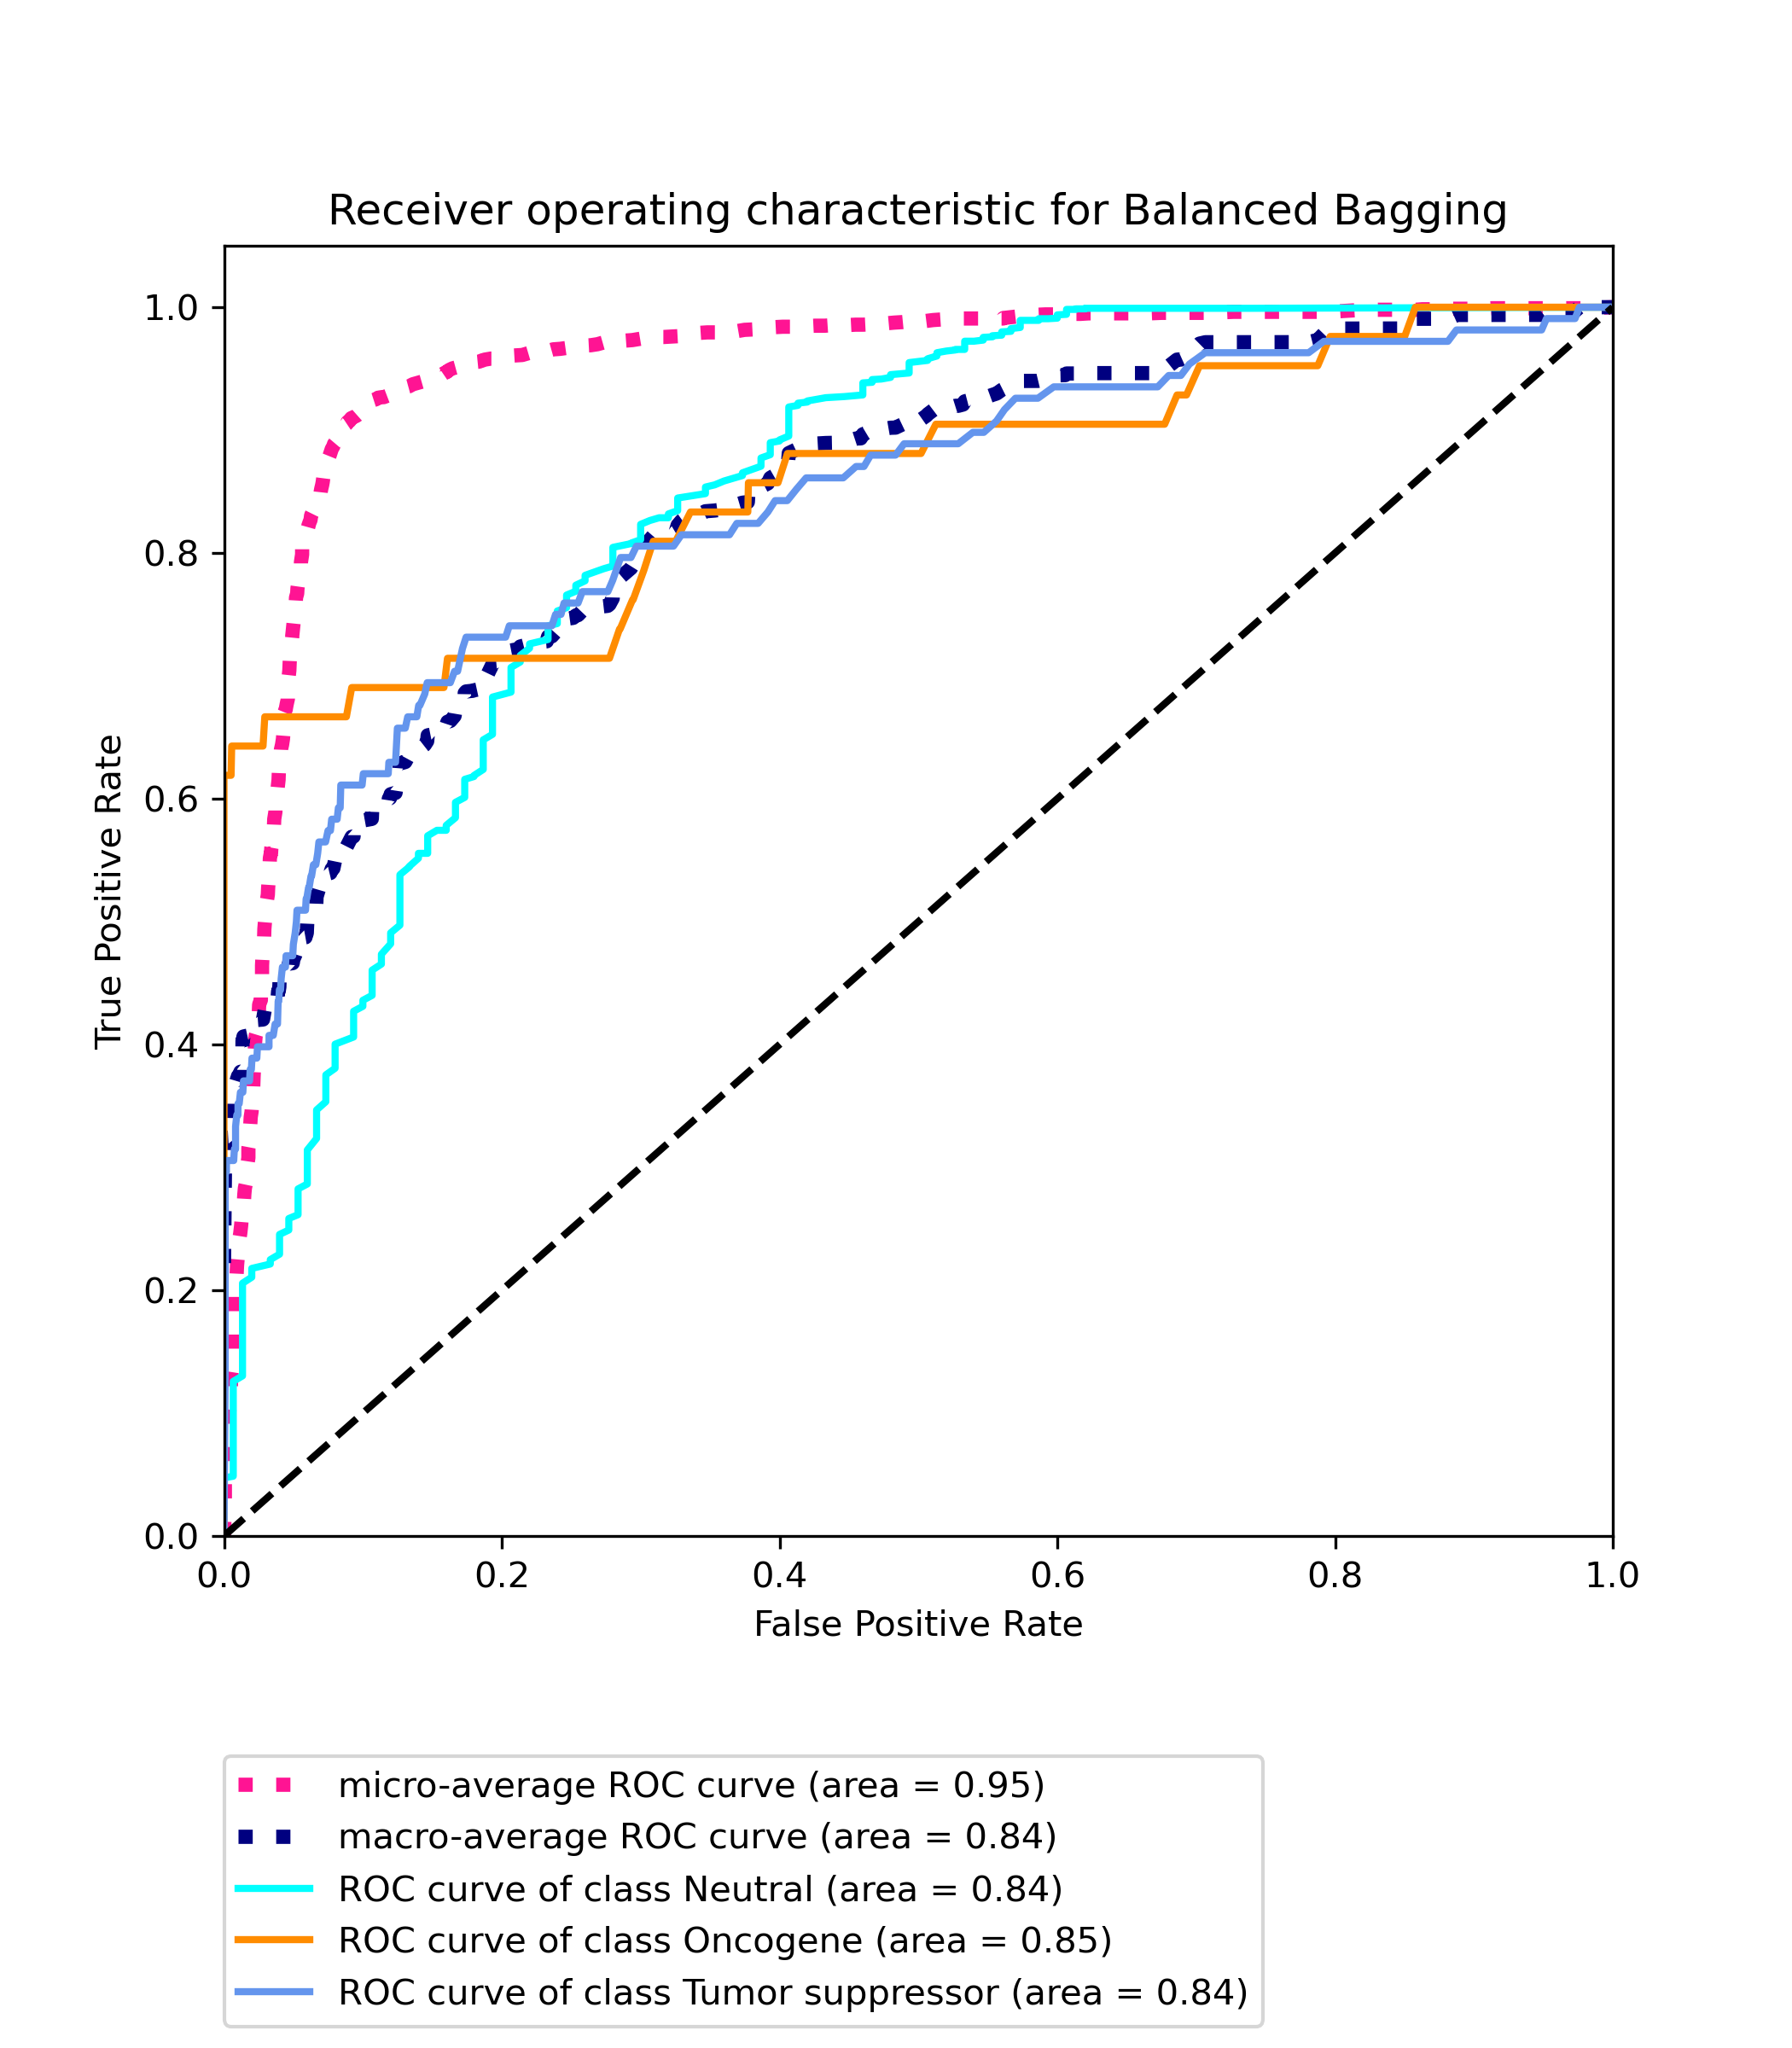 Receiver operating characteristic for Balanced Bagging
1.0
0.8
0.6
0.4
0.2
0.0
True Positive Rate
0.0 0.2 0.4 0.6 0.8 1.0
False Positive Rate
micro-average ROC curve (area = 0.95)
macro-average ROC curve (area = 0.84)
ROC curve of class Neutral (area = 0.84)
ROC curve of class Oncogene (area = 0.85)
ROC curve of class Tumor suppressor (area = 0.84)